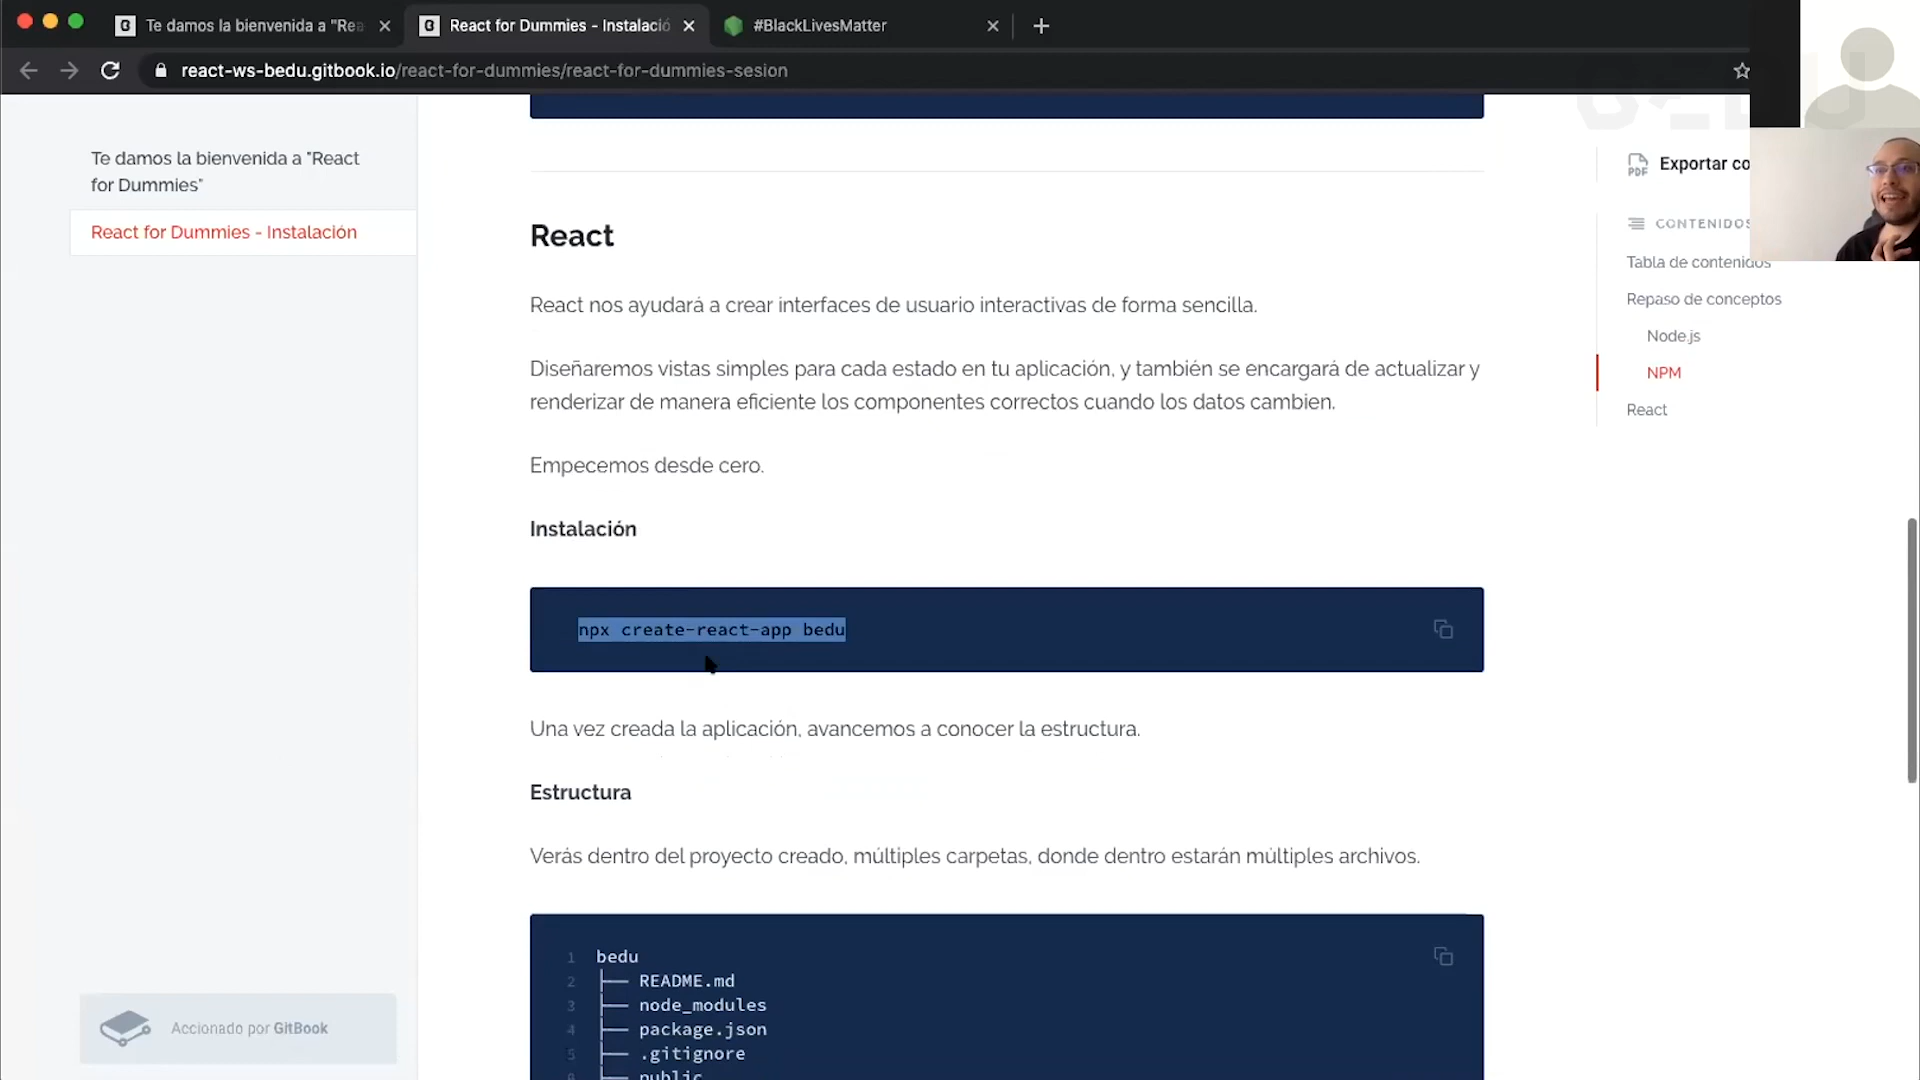 Te damos la bienvenida a "Rea
React for Dummies - Instalació
#BlackLivesMatter
react-ws-bedu.gitbook.io/react-for-dummies/react-for-dummies-sesion
BEDU
Te damos la bienvenida a "React
for Dummies"
React for Dummies - Instalación
Accionado por GitBook
React
React nos ayudará a crear interfaces de usuario interactivas de forma sencilla.
Diseñaremos vistas simples para cada estado en tu aplicación, y también se encargará de actualizar y
renderizar de manera eficiente los componentes correctos cuando los datos cambien.
Empecemos desde cero.
Instalación
npx create-react-app bedu
Una vez creada la aplicación, avancemos a conocer la estructura.
Estructura
Verás dentro del proyecto creado, múltiples carpetas, donde dentro estarán múltiples archivos.
1 bedu
2 ├── README.md
3 ├── node_modules
4 ├── package.json
5 ├── .gitignore
6 ├── public
PDF
Exportar co
CONTENIDOS
Tabla de contenidos
Repaso de conceptos
Node.js
NPM
React